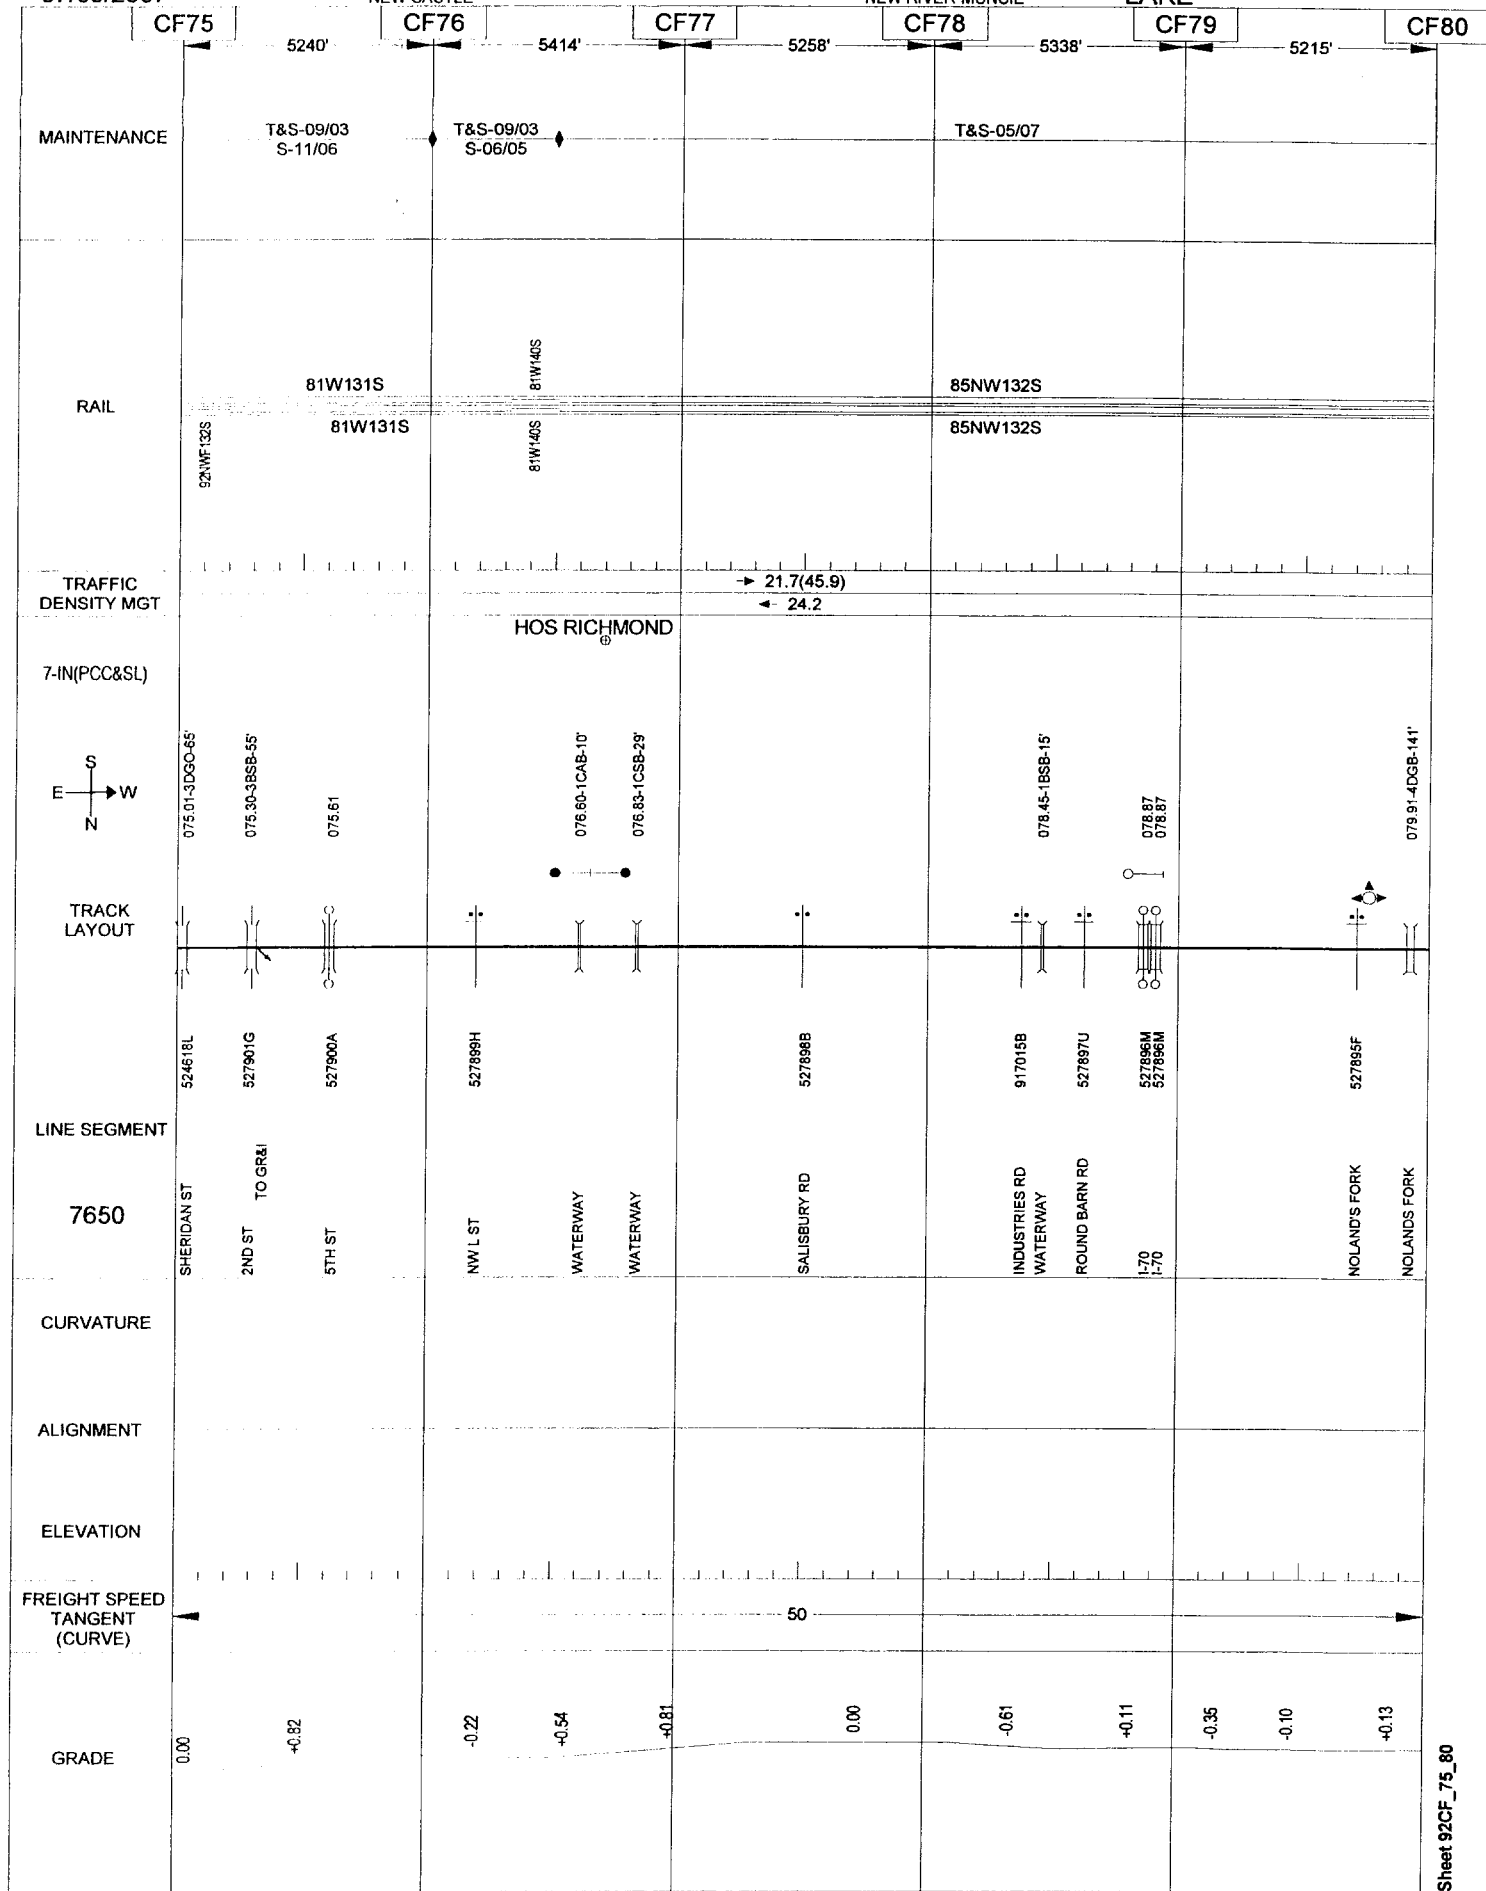 CF75 CF76 CF77 CF78 CF79 CF80
5240' 5414' 5258' 5338' 5215'
MAINTENANCE
T&S-09/03
S-11/06
T&S-09/03
S-06/05
T&S-05/07
RAIL
92NWF132S
81W131S
81W131S
81W140S
81W140S
85NW132S
85NW132S
TRAFFIC
DENSITY MGT
21.7(45.9)
24.2
HOS RICHMOND
7-IN(PCC&SL)
S
E W
N
075.01-3DGO-65'
075.30-3BSB-55'
075.61
076.60-1CAB-10'
076.83-1CSB-29'
078.45-1BSB-15'
078.87
078.87
079.91-4DGB-141'
TRACK
LAYOUT
524618L
527901G
527900A
527899H
527898B
917015B
527897U
527896M
527896M
527895F
LINE SEGMENT
7650
SHERIDAN ST
2ND ST
TO GR&I
5TH ST
NW L ST
WATERWAY
WATERWAY
SALISBURY RD
INDUSTRIES RD
WATERWAY
ROUND BARN RD
I-70
I-70
NOLAND'S FORK
NOLANDS FORK
CURVATURE
ALIGNMENT
ELEVATION
FREIGHT SPEED
TANGENT
(CURVE)
50
GRADE
0.00
+0.82
-0.22
+0.54
+0.81
0.00
-0.61
+0.11
-0.35
-0.10
+0.13
Sheet 92CF_75_80